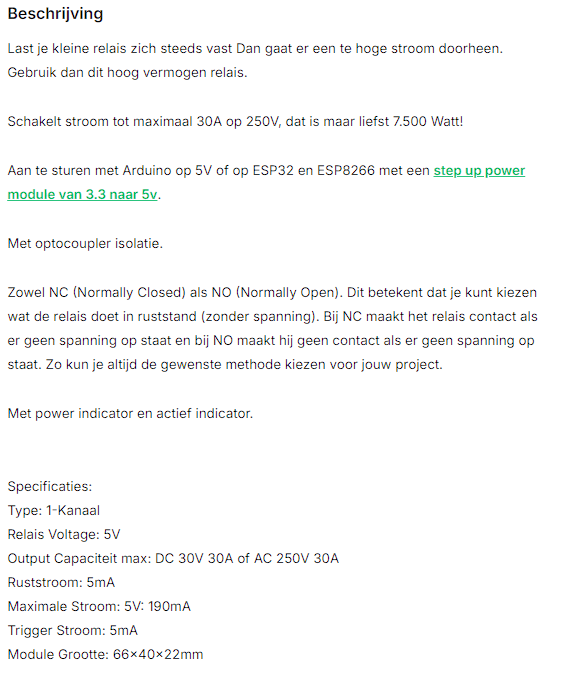 Beschrijving
Last je kleine relais zich steeds vast Dan gaat er een te hoge stroom doorheen.
Gebruik dan dit hoog vermogen relais.
Schakelt stroom tot maximaal 30A op 250V, dat is maar liefst 7.500 Watt!
Aan te sturen met Arduino op 5V of op ESP32 en ESP8266 met een step up power
module van 3.3 naar 5v.
Met optocoupler isolatie.
Zowel NC (Normally Closed) als NO (Normally Open). Dit betekent dat je kunt kiezen
wat de relais doet in ruststand (zonder spanning). Bij NC maakt het relais contact als
er geen spanning op staat en bij NO maakt hij geen contact als er geen spanning op
staat. Zo kun je altijd de gewenste methode kiezen voor jouw project.
Met power indicator en actief indicator.
Specificaties:
Type: 1-Kanaal
Relais Voltage: 5V
Output Capaciteit max: DC 30V 30A of AC 250V 30A
Ruststroom: 5mA
Maximale Stroom: 5V: 190mA
Trigger Stroom: 5mA
Module Grootte: 66×40×22mm